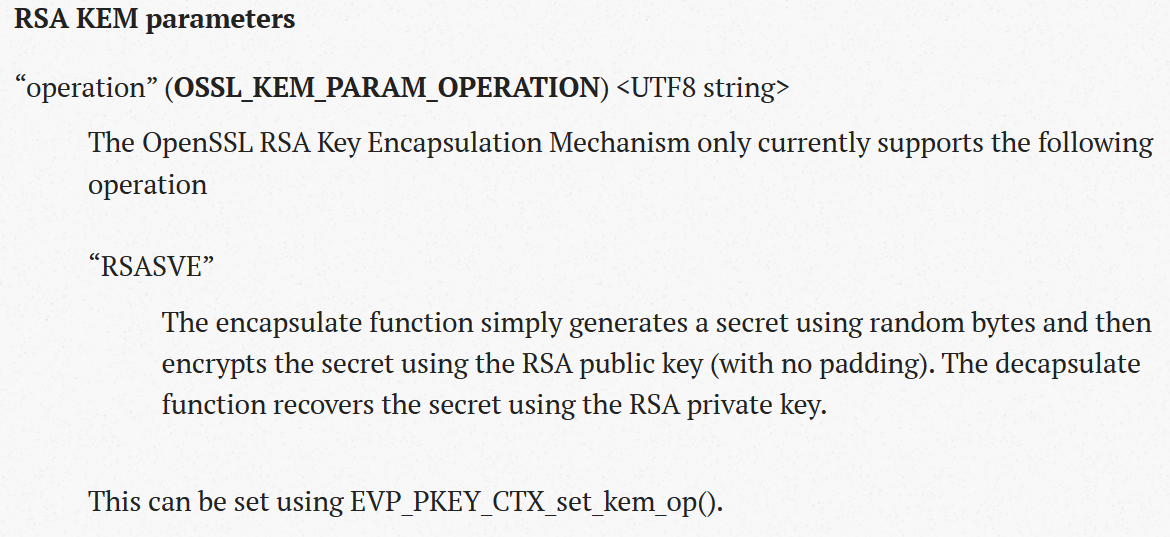 RSA KEM parameters
“operation” (OSSL_KEM_PARAM_OPERATION) <UTF8 string>
The OpenSSL RSA Key Encapsulation Mechanism only currently supports the following
operation
“RSASVE”
The encapsulate function simply generates a secret using random bytes and then
encrypts the secret using the RSA public key (with no padding). The decapsulate
function recovers the secret using the RSA private key.
This can be set using EVP_PKEY_CTX_set_kem_op().